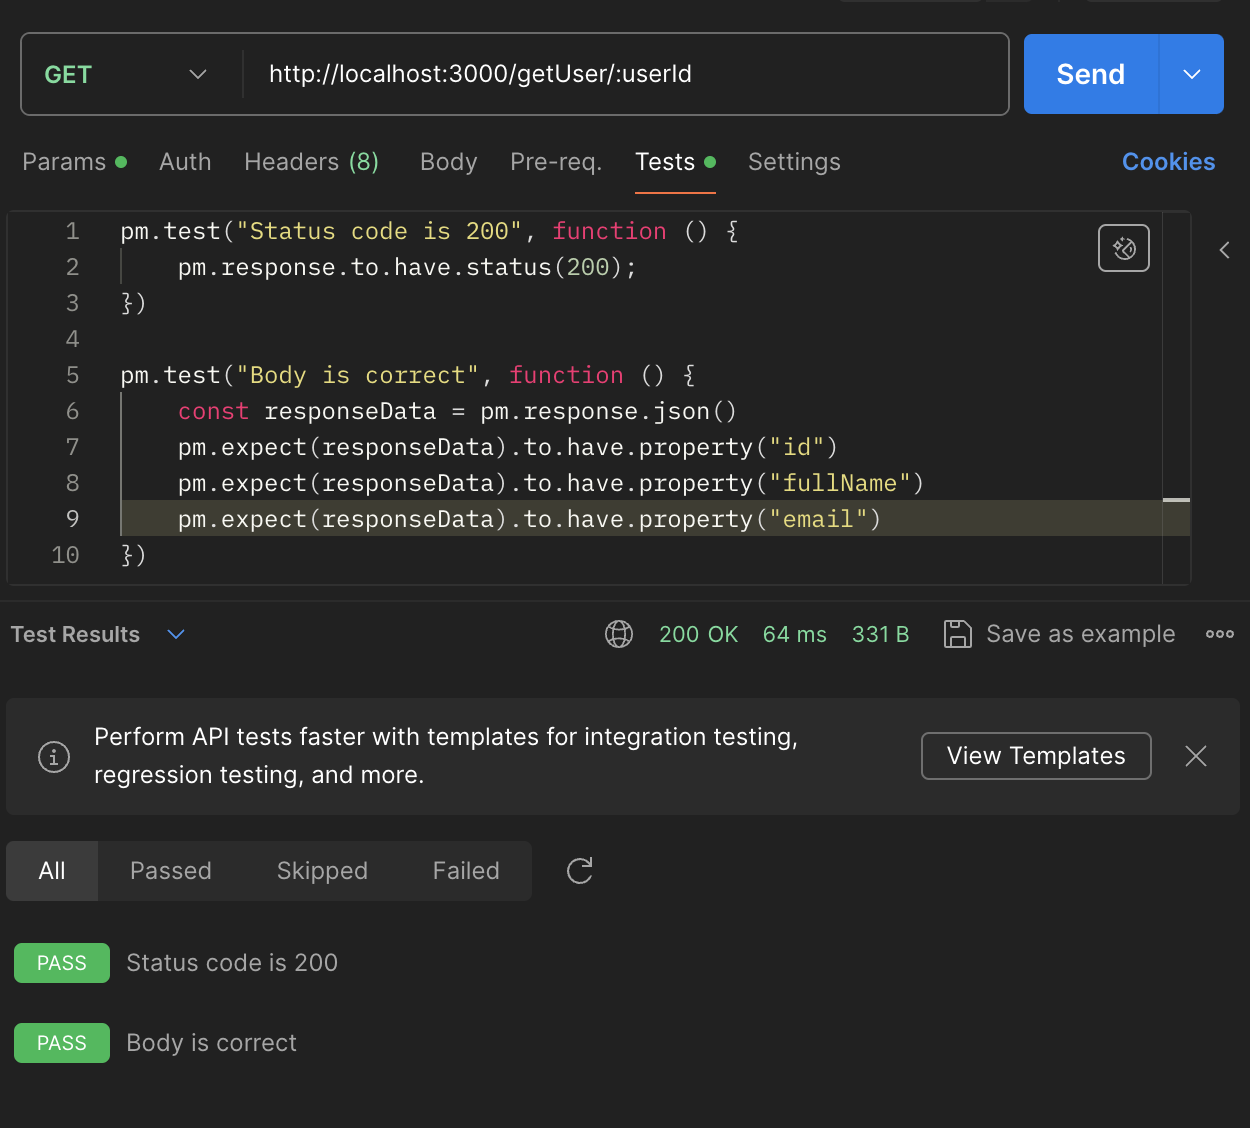 GET http://localhost:3000/getUser/:userId Send
Params Auth Headers (8) Body Pre-req. Tests Settings Cookies
1 pm.test("Status code is 200", function () {
2 pm.response.to.have.status(200);
3 })
4
5 pm.test("Body is correct", function () {
6 const responseData = pm.response.json()
7 pm.expect(responseData).to.have.property("id")
8 pm.expect(responseData).to.have.property("fullName")
9 pm.expect(responseData).to.have.property("email")
10 })
Test Results 200 OK 64 ms 331 B Save as example
Perform API tests faster with templates for integration testing,
regression testing, and more.
View Templates
All Passed Skipped Failed
PASS Status code is 200
PASS Body is correct